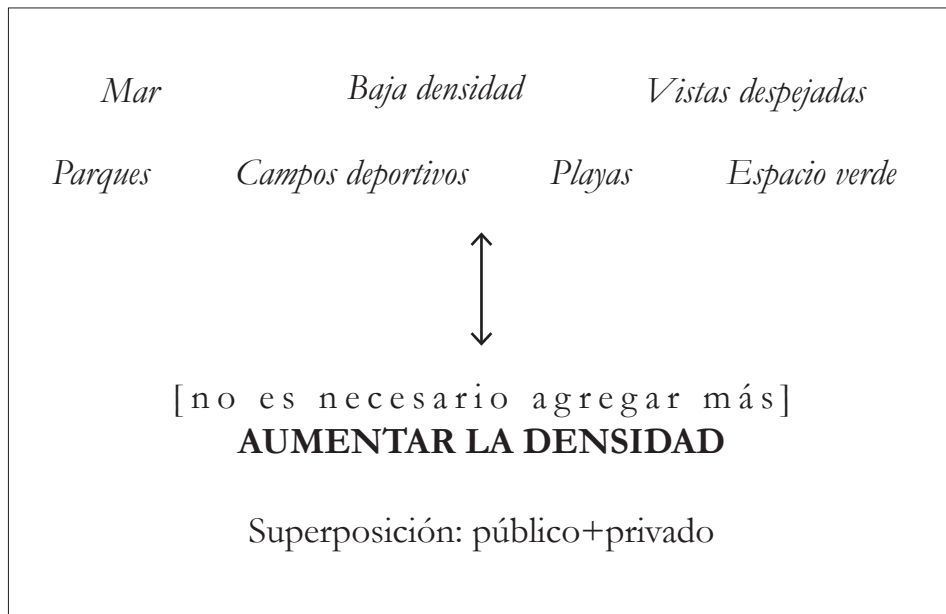 Mar Baja densidad Vistas despejadas
Parques Campos deportivos Playas Espacio verde
[no es necesario agregar más]
AUMENTAR LA DENSIDAD
Superposición: público+privado